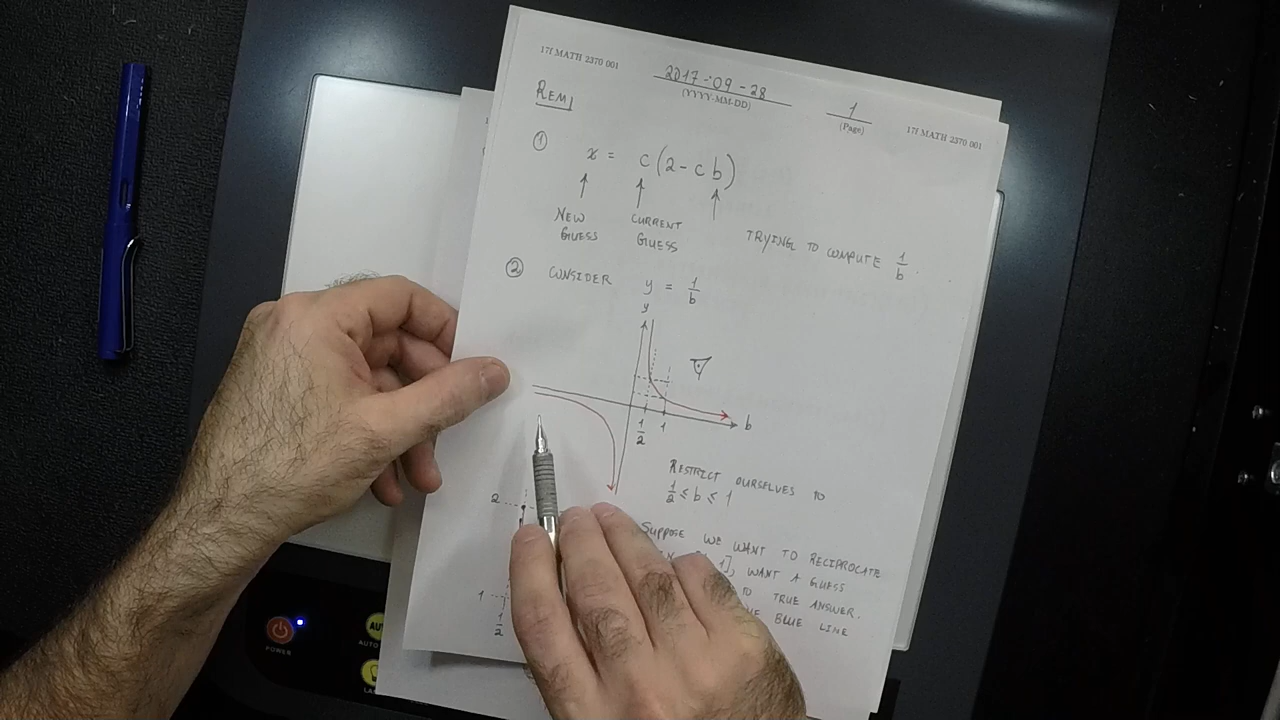 17f MATH 2370 001
2017-09-28
(YYYY-MM-DD)
1
(Page)
17f MATH 2370 001
REM
① x = c(2 - c b)
NEW GUESS
CURRENT GUESS
TRYING TO COMPUTE 1/b.
② CONSIDER y = 1/b
y
b
1/2
1
RESTRICT OURSELVES TO
1/2 ≤ b ≤ 1
2
1
1/2
SUPPOSE WE WANT TO RECIPROCATE
1], WANT A GUESS
TO TRUE ANSWER.
BLUE LINE
POWER